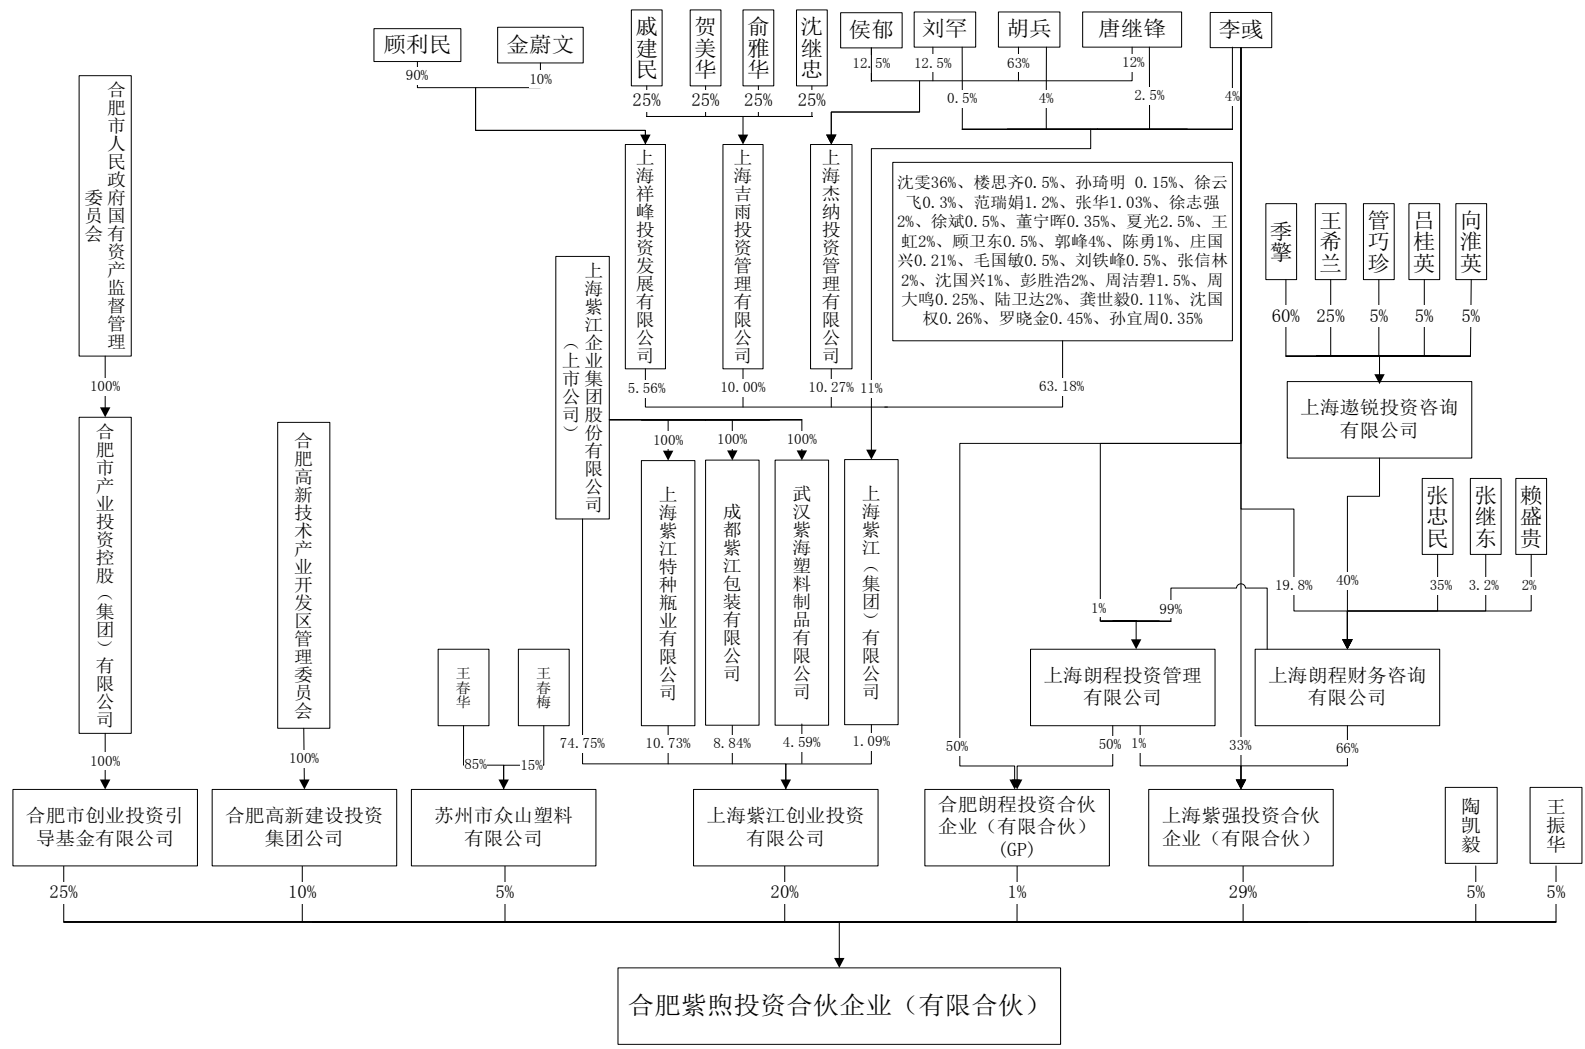 顾利民
金蔚文
戚建民
贺美华
俞雅华
沈继忠
侯郁
刘罕
胡兵
唐继锋
李彧
90%
10%
25%
25%
25%
25%
12.5%
12.5%
63%
12%
0.5%
4%
2.5%
4%
合肥市人民政府国有资产监督管理
委员会
上海祥峰投资发展有限公司
上海吉雨投资管理有限公司
上海杰纳投资管理有限公司
沈雯36%、楼思齐0.5%、孙琦明 0.15%、徐云
飞0.3%、范瑞娟1.2%、张华1.03%、徐志强
2%、徐斌0.5%、董宁晖0.35%、夏光2.5%、王
虹2%、顾卫东0.5%、郭峰4%、陈勇1%、庄国
兴0.21%、毛国敏0.5%、刘铁峰0.5%、张信林
2%、沈国兴1%、彭胜浩2%、周洁碧1.5%、周
大鸣0.25%、陆卫达2%、龚世毅0.11%、沈国
权0.26%、罗晓金0.45%、孙宜周0.35%
季擎
王希兰
管巧珍
吕桂英
向淮英
60%
25%
5%
5%
5%
上海紫江企业集团股份有限公司
（上市公司）
100%
5.56%
10.00%
10.27%
11%
63.18%
上海遨锐投资咨询
有限公司
合肥市产业投资控股（集团）有限公司
合肥高新技术产业开发区管理委员会
100%
100%
100%
上海紫江特种瓶业有限公司
成都紫江包装有限公司
武汉紫海塑料制品有限公司
上海紫江（集团）有限公司
张忠民
张继东
赖盛贵
19.8%
40%
35%
3.2%
2%
1%
99%
王春华
王春梅
上海朗程投资管理
有限公司
上海朗程财务咨询
有限公司
100%
100%
85%
15%
74.75%
10.73%
8.84%
4.59%
1.09%
50%
50%
1%
33%
66%
合肥市创业投资引
导基金有限公司
合肥高新建设投资
集团公司
苏州市众山塑料
有限公司
上海紫江创业投资
有限公司
合肥朗程投资合伙
企业（有限合伙）
(GP)
上海紫强投资合伙
企业（有限合伙）
陶凯毅
王振华
25%
10%
5%
20%
1%
29%
5%
5%
合肥紫煦投资合伙企业（有限合伙）